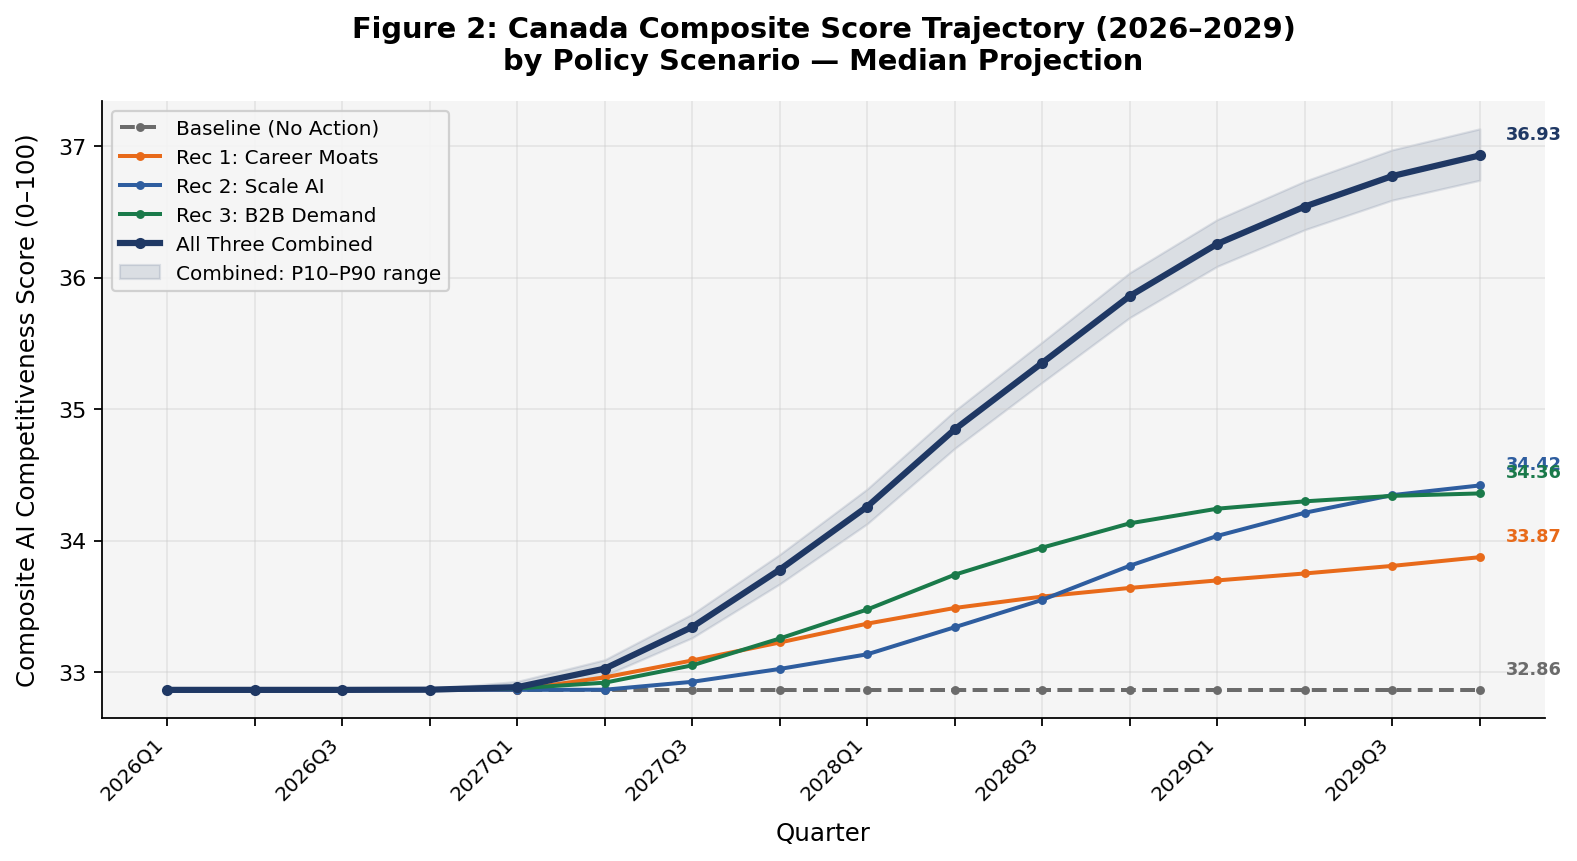 Figure 2: Canada Composite Score Trajectory (2026–2029)
by Policy Scenario — Median Projection
Composite AI Competitiveness Score (0–100)
37
36
35
34
33
Baseline (No Action)
Rec 1: Career Moats
Rec 2: Scale AI
Rec 3: B2B Demand
All Three Combined
Combined: P10–P90 range
36.93
34.42
34.36
33.87
32.86
2026Q1
2026Q3
2027Q1
2027Q3
2028Q1
2028Q3
2029Q1
2029Q3
Quarter